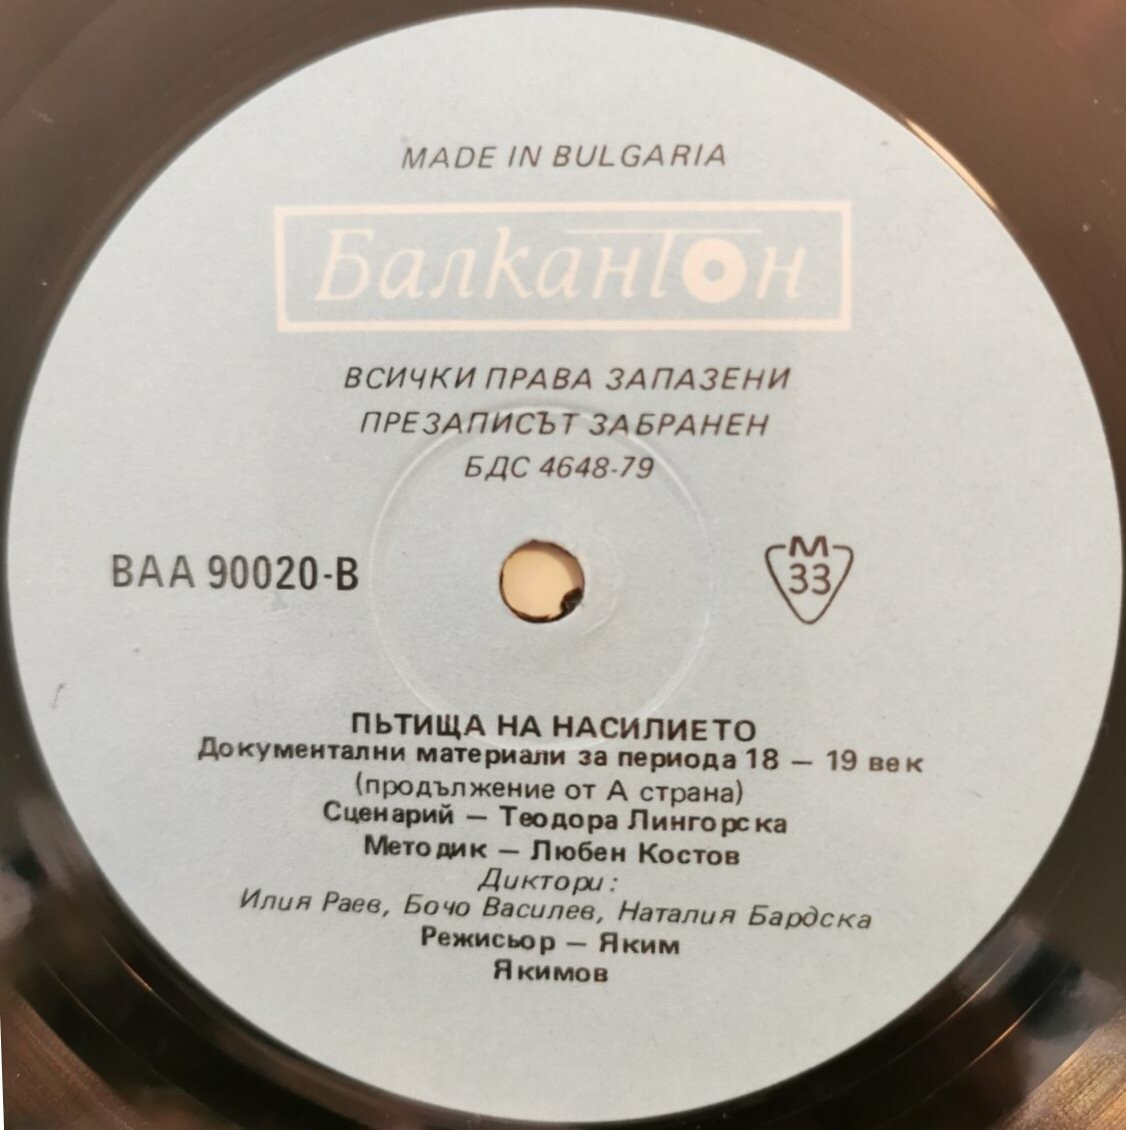 MADE IN BULGARIA
Балкантон
ВСИЧКИ ПРАВА ЗАПАЗЕНИ
ПРЕЗАПИСЪТ ЗАБРАНЕН
БДС 4648-79
ВАА 90020-В
М
33
ПЪТИЩА НА НАСИЛИЕТО
Документални материали за периода 18 — 19 век
(продължение от А страна)
Сценарий — Теодора Лингорска
Методик — Любен Костов
Диктори:
Илия Раев, Бочо Василев, Наталия Бардска
Режисьор — Яким
Якимов